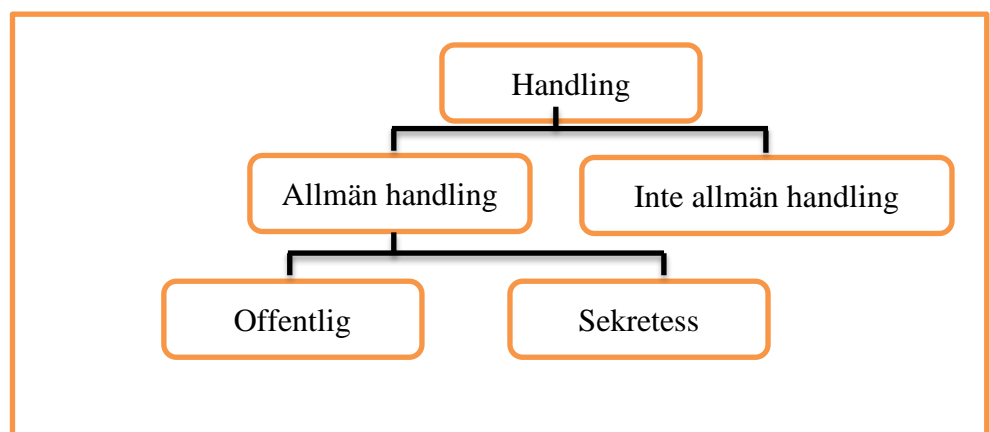 Handling
Allmän handling
Inte allmän handling
Offentlig
Sekretess